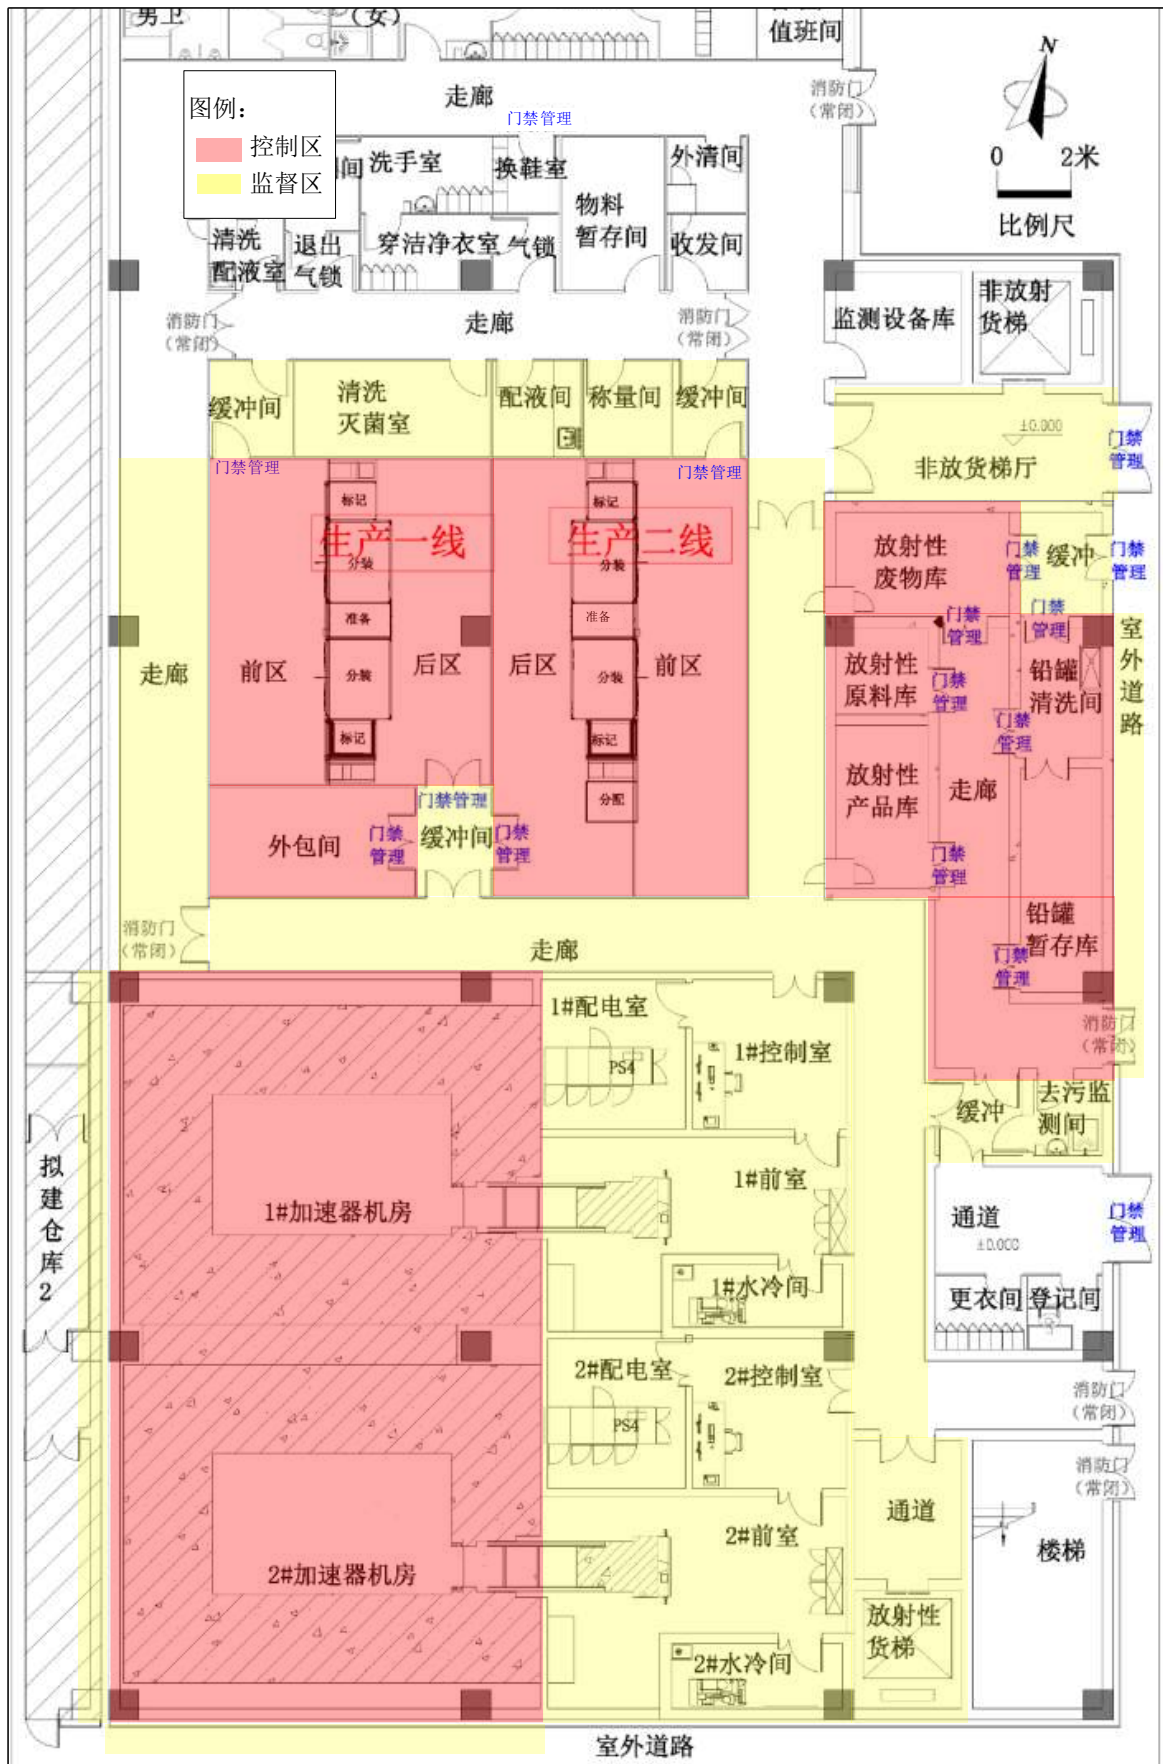 男卫
（女）
值班间
N
消防门
（常闭）
走廊
门禁管理
0 2米
比例尺
图例：
控制区
监督区
间
洗手室
换鞋室
外清间
物料
暂存间
清洗
配液室
退出
气锁
穿洁净衣室
气锁
收发间
消防门
（常闭）
走廊
消防门
（常闭）
监测设备库
非放射
货梯
缓冲间
清洗
灭菌室
配液间
称量间
缓冲间
±0.000
非放货梯厅
门禁
管理
门禁管理
门禁管理
标记
标记
生产一线
生产二线
分装
分装
准备
准备
分装
分装
标记
标记
分配
走廊
前区
后区
后区
前区
放射性
废物库
门禁
管理
缓冲
门禁
管理
门禁
管理
门禁
管理
室外道路
放射性
原料库
门禁
管理
铅罐
清洗间
门禁
管理
放射性
产品库
走廊
门禁
管理
门禁管理
外包间
门禁
管理
缓冲间
门禁
管理
铅罐
暂存库
门禁
管理
消防门
（常闭）
走廊
消防门
（常闭）
1#配电室
PS4
1#控制室
缓冲
去污监
测间
拟建仓库2
1#加速器机房
1#前室
1#水冷间
通道
±0.000
门禁
管理
更衣间
登记间
2#配电室
PS4
2#控制室
消防门
（常闭）
消防门
（常闭）
通道
楼梯
2#加速器机房
2#前室
放射性
货梯
2#水冷间
室外道路